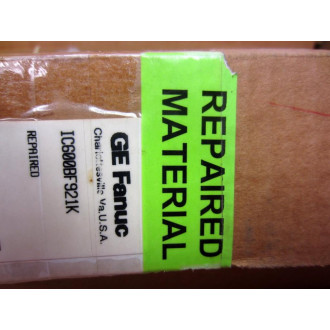 REPAIRED
MATERIAL
GE Fanuc
Charlottesville Va.U.S.A.
IC600BF921K
REPAIRED